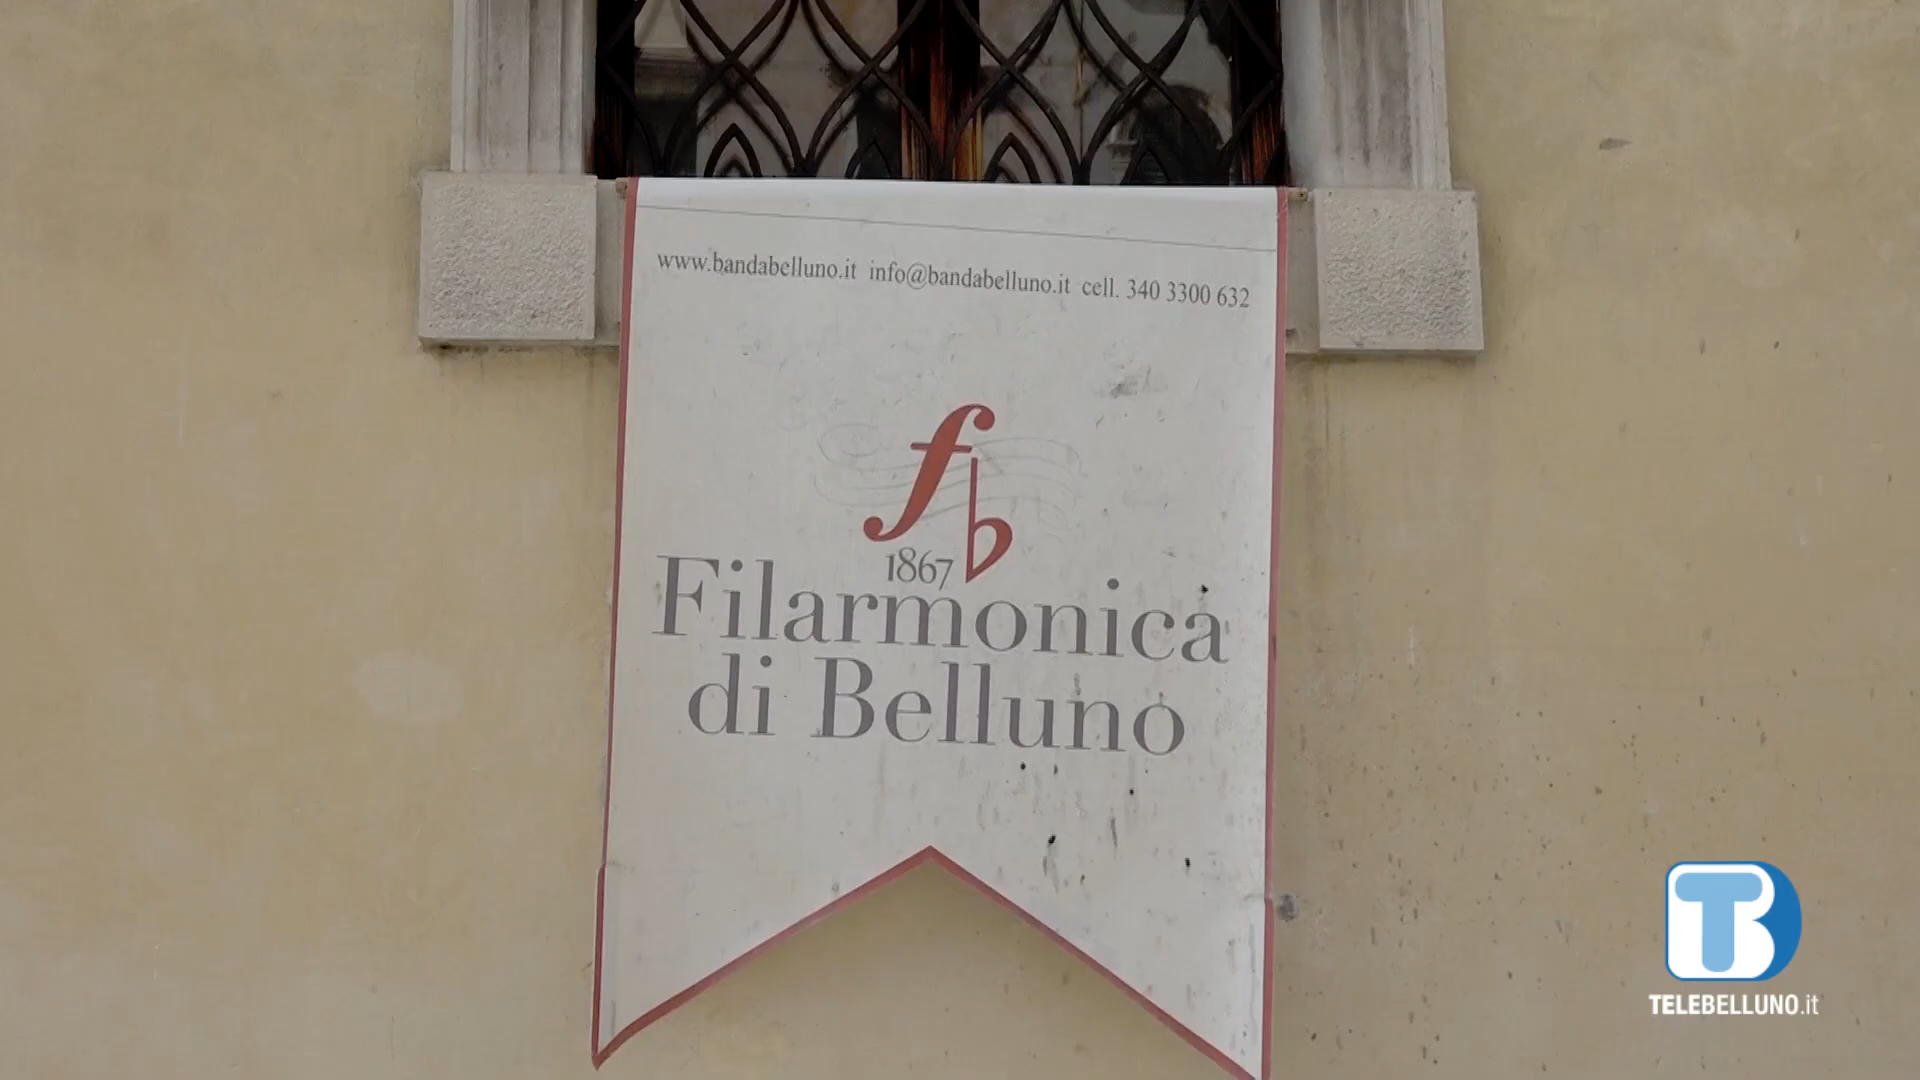 www.bandabelluno.it info@bandabelluno.it cell. 340 3300 632
fb
1867
Filarmonica
di Belluno
TB
TELEBELLUNO.it